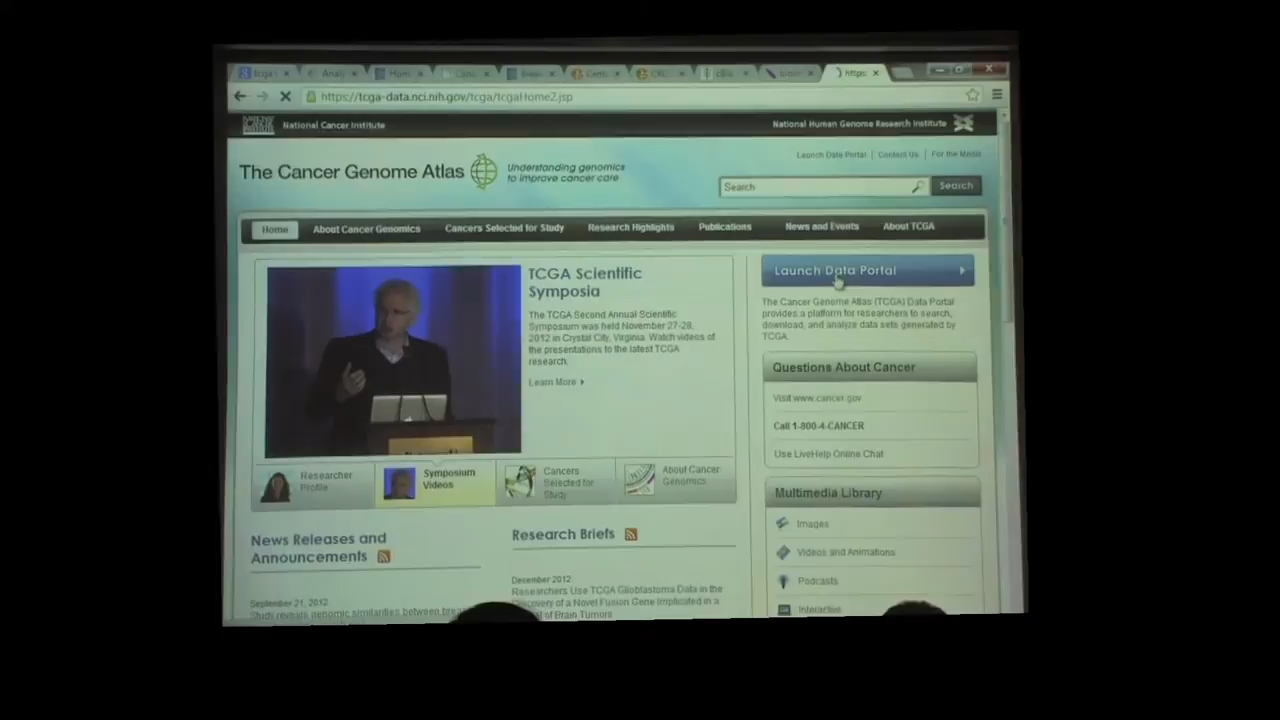 https://tcga-data.nci.nih.gov/tcga/tcgaHome2.jsp
National Cancer Institute
National Human Genome Research Institute
Launch Data Portal | Contact Us | For the Media
The Cancer Genome Atlas
Understanding genomics
to improve cancer care
Search
Search
Home
About Cancer Genomics
Cancers Selected for Study
Research Highlights
Publications
News and Events
About TCGA
TCGA Scientific
Symposia
The TCGA Second Annual Scientific
Symposium was held November 27-28,
2012 in Crystal City, Virginia. Watch videos of
the presentations to the latest TCGA
research.
Learn More
Researcher
Profile
Symposium
Videos
Cancers
Selected for
Study
About Cancer
Genomics
Launch Data Portal
The Cancer Genome Atlas (TCGA) Data Portal
provides a platform for researchers to search,
download, and analyze data sets generated by
TCGA.
Questions About Cancer
Visit www.cancer.gov
Call 1-800-4-CANCER
Use LiveHelp Online Chat
Multimedia Library
Images
Videos and Animations
Podcasts
Interactive
News Releases and
Announcements
September 21, 2012
Study reveals genomic similarities between
Research Briefs
December 2012
Researchers Use TCGA Glioblastoma Data in the
Discovery of a Novel Fusion Gene Implicated in a
of Brain Tumors